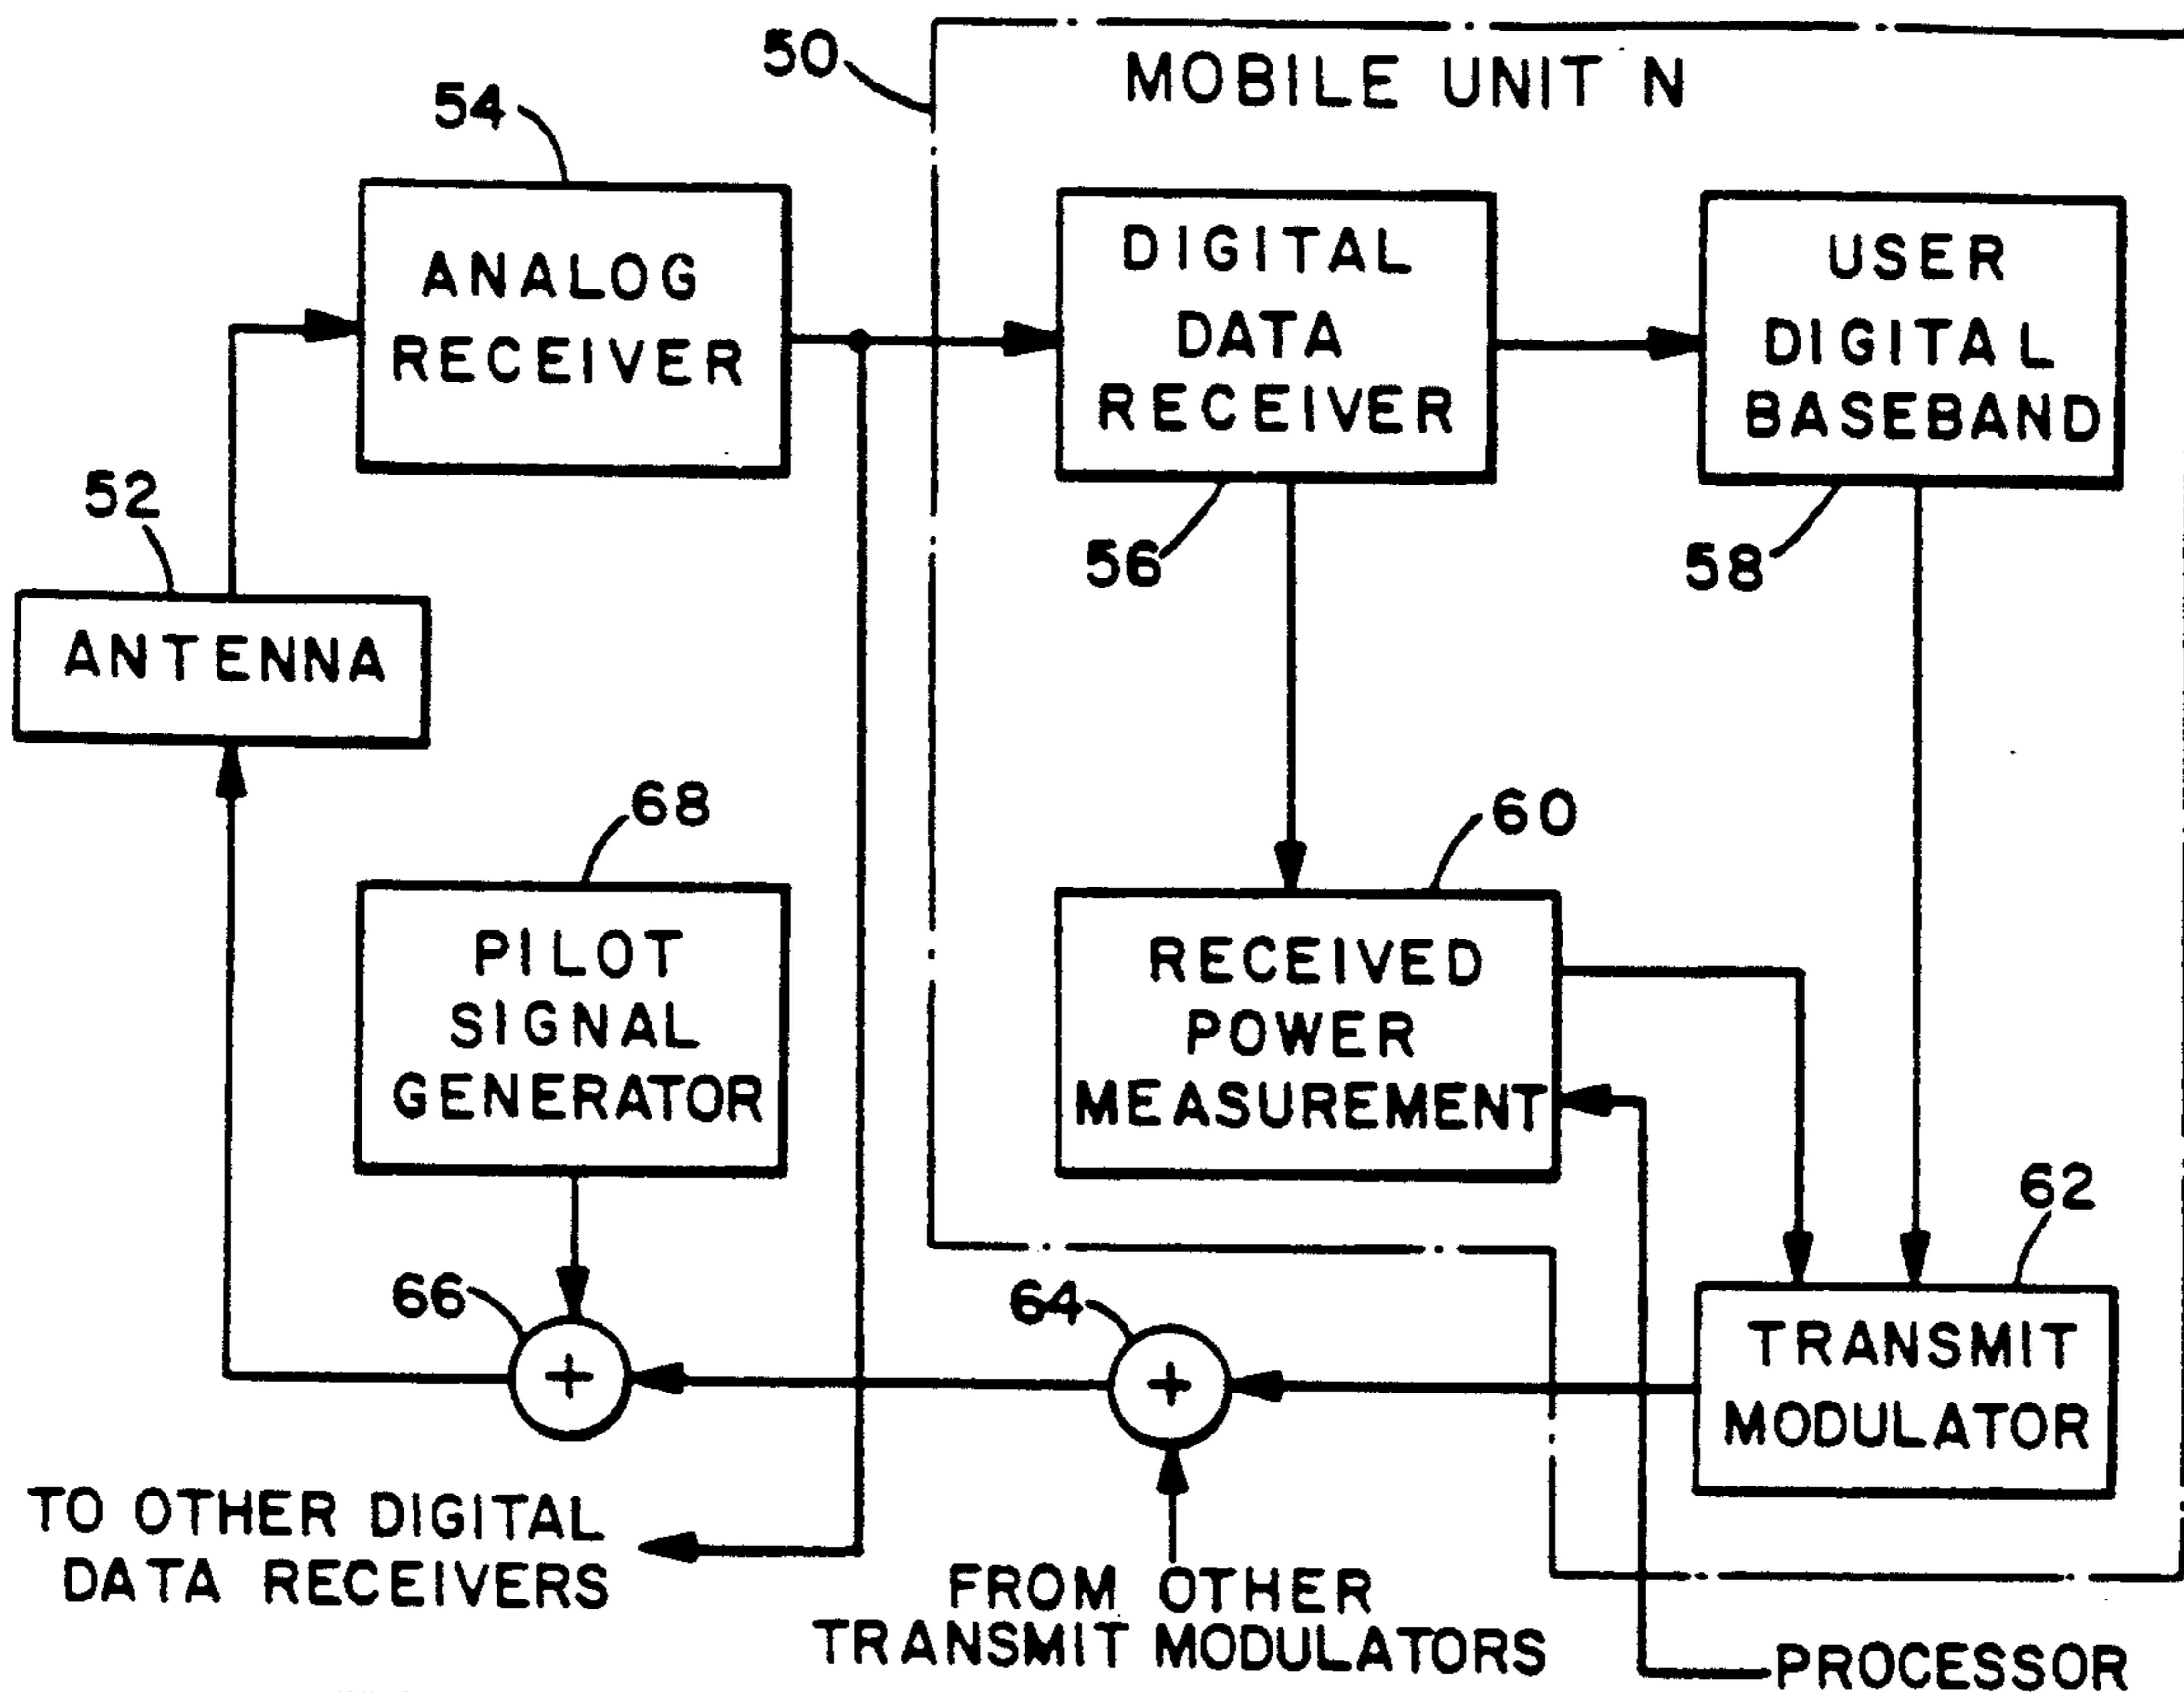 50
MOBILE UNIT N
54
ANALOG
RECEIVER
DIGITAL
DATA
RECEIVER
USER
DIGITAL
BASEBAND
52
56
58
ANTENNA
68
60
PILOT
SIGNAL
GENERATOR
RECEIVED
POWER
MEASUREMENT
62
66
+
64
+
TRANSMIT
MODULATOR
TO OTHER DIGITAL
DATA RECEIVERS
FROM OTHER
TRANSMIT MODULATORS
PROCESSOR